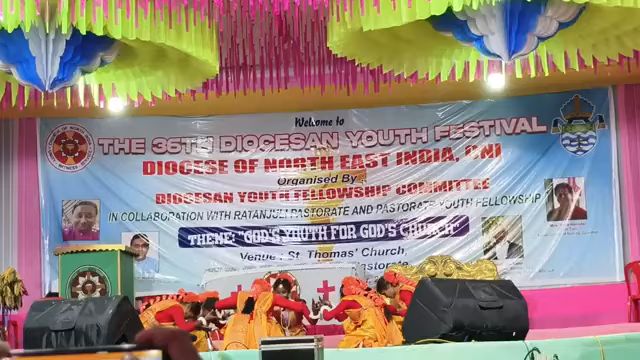 Welcome to
THE 36TH DIOCESAN YOUTH FESTIVAL
DIOCESE OF NORTH EAST INDIA, CNI
Organised By
DIOCESAN YOUTH FELLOWSHIP COMMITTEE
IN COLLABORATION WITH RATANJULI PASTORATE AND PASTORATE YOUTH FELLOWSHIP
THEME: "GOD'S YOUTH FOR GOD'S CHURCH"
Venue : St. Thomas' Church,
Pastorate